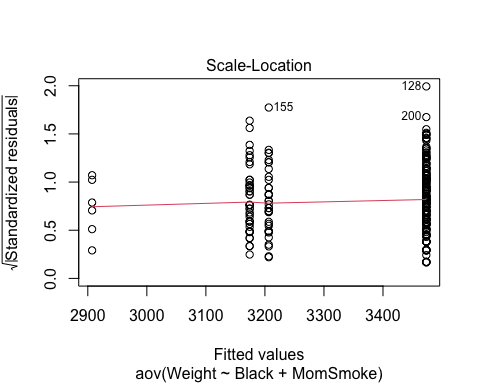 Scale-Location
√|Standardized residuals|
2.0
1.5
1.0
0.5
0.0
128
155
200
2900 3000 3100 3200 3300 3400
Fitted values
aov(Weight ~ Black + MomSmoke)